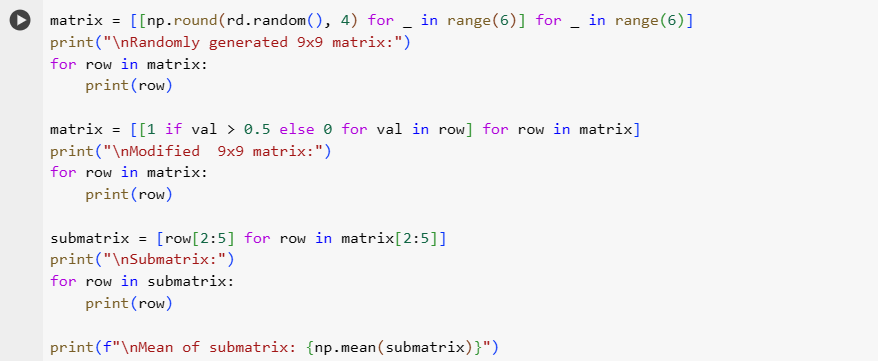 matrix = [[np.round(rd.random(), 4) for _ in range(6)] for _ in range(6)]
print("\nRandomly generated 9x9 matrix:")
for row in matrix:
    print(row)

matrix = [[1 if val > 0.5 else 0 for val in row] for row in matrix]
print("\nModified  9x9 matrix:")
for row in matrix:
    print(row)

submatrix = [row[2:5] for row in matrix[2:5]]
print("\nSubmatrix:")
for row in submatrix:
    print(row)

print(f"\nMean of submatrix: {np.mean(submatrix)}")